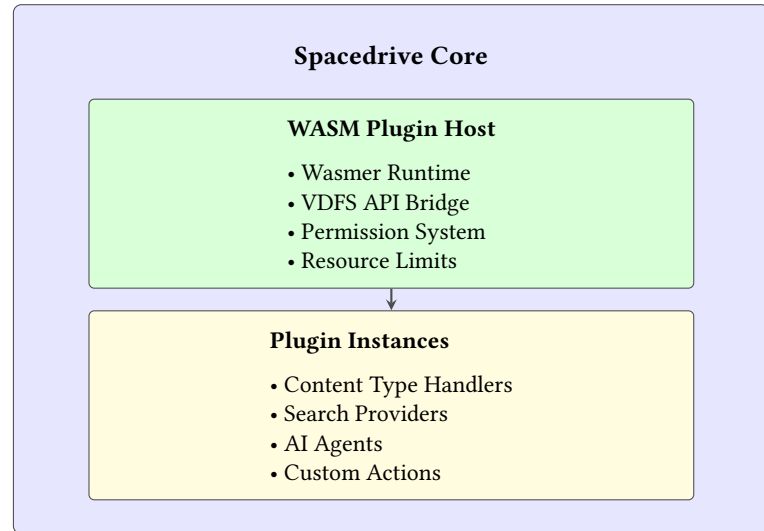 Spacedrive Core
WASM Plugin Host
• Wasmer Runtime
• VDFS API Bridge
• Permission System
• Resource Limits
Plugin Instances
• Content Type Handlers
• Search Providers
• AI Agents
• Custom Actions